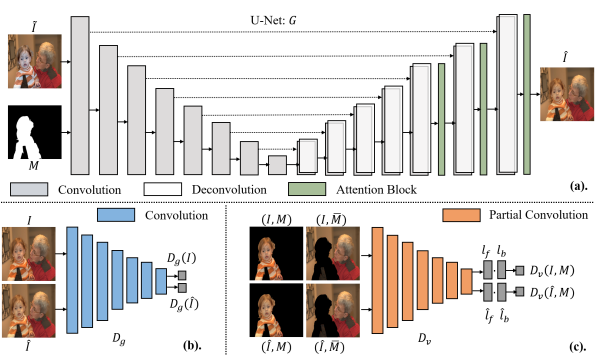 U-Net: G
Ĩ
Î
M
Convolution
Deconvolution
Attention Block
(a).
I
Convolution
D_g(I)
D_g(Î)
Î
D_g
(b).
(I, M)
(I, M̄)
Partial Convolution
l_f · l_b
D_v(I, M)
D_v(Î, M)
l̂_f l̂_b
(Î, M)
(Î, M̄)
D_v
(c).